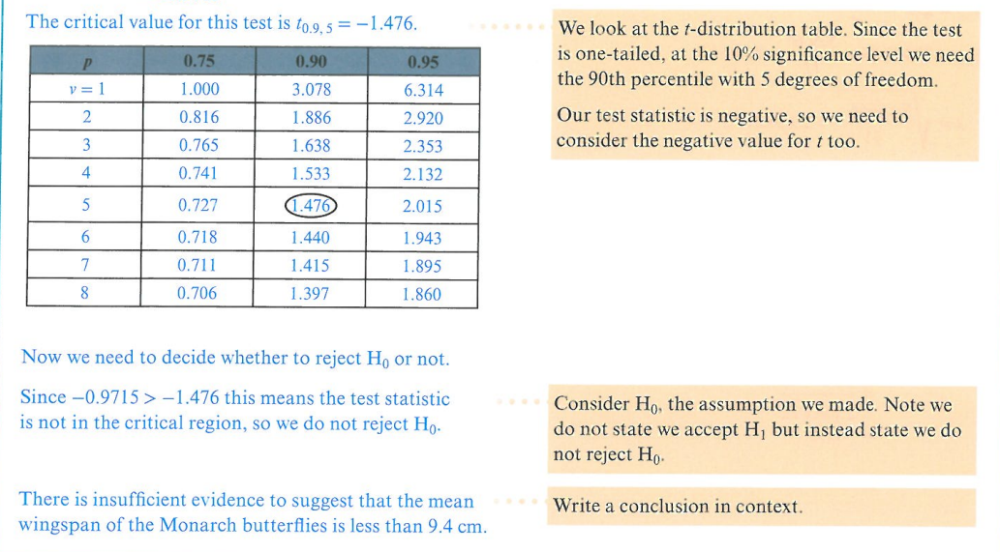 The critical value for this test is t0.9, 5 = −1.476.
We look at the t-distribution table. Since the test
is one-tailed, at the 10% significance level we need
the 90th percentile with 5 degrees of freedom.
Our test statistic is negative, so we need to
consider the negative value for t too.
p 0.75 0.90 0.95
ν = 1 1.000 3.078 6.314
2 0.816 1.886 2.920
3 0.765 1.638 2.353
4 0.741 1.533 2.132
5 0.727 1.476 2.015
6 0.718 1.440 1.943
7 0.711 1.415 1.895
8 0.706 1.397 1.860
Now we need to decide whether to reject H0 or not.
Since −0.9715 > −1.476 this means the test statistic
is not in the critical region, so we do not reject H0.
Consider H0, the assumption we made. Note we
do not state we accept H1 but instead state we do
not reject H0.
There is insufficient evidence to suggest that the mean
wingspan of the Monarch butterflies is less than 9.4 cm.
Write a conclusion in context.